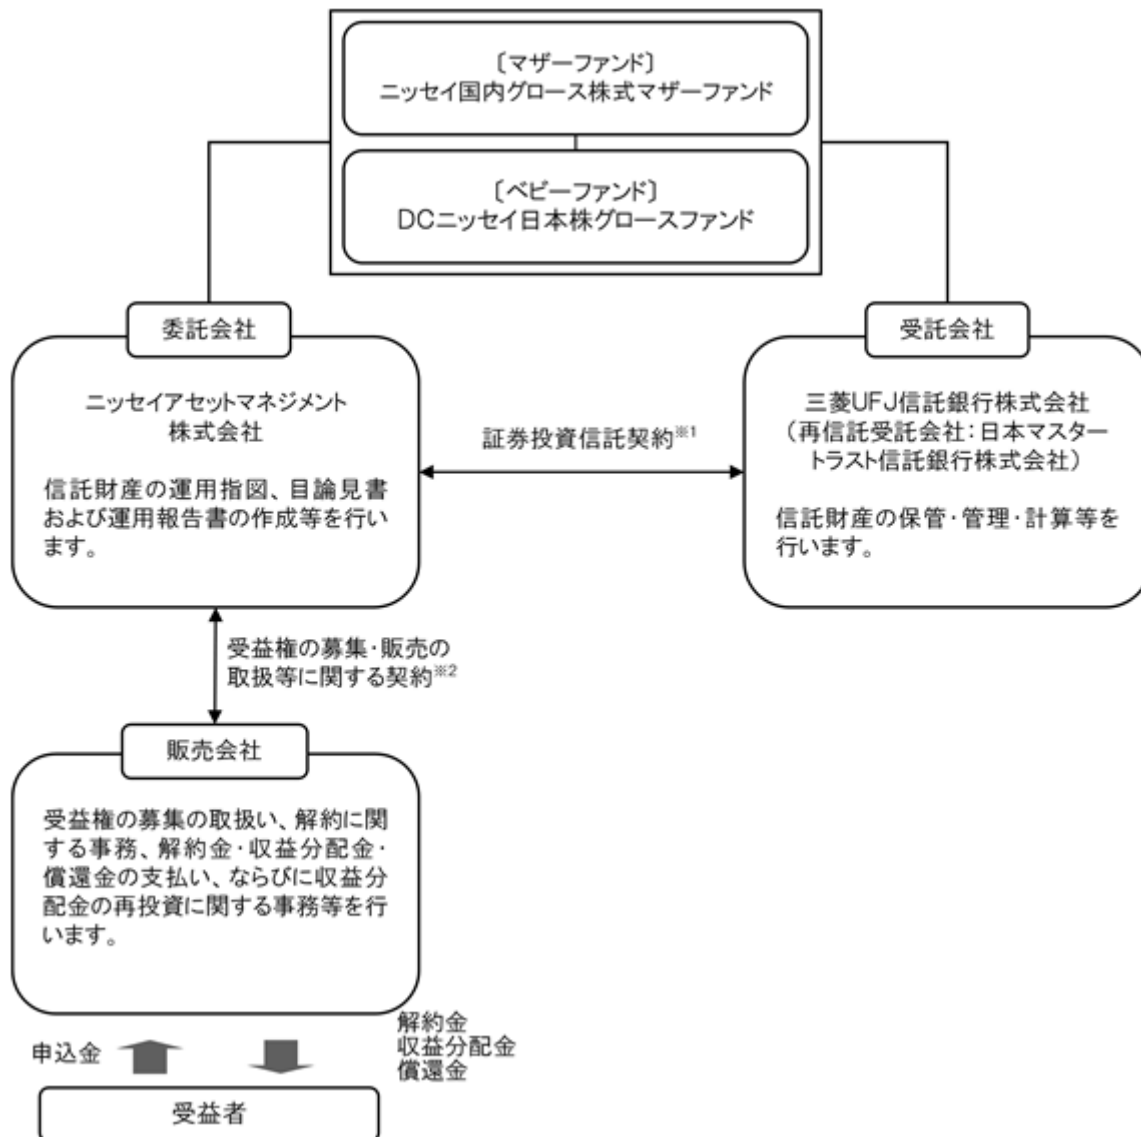 〔マザーファンド〕
ニッセイ国内グロース株式マザーファンド
〔ベビーファンド〕
DCニッセイ日本株グロースファンド
委託会社
ニッセイアセットマネジメント
株式会社
信託財産の運用指図、目論見書
および運用報告書の作成等を行い
ます。
証券投資信託契約※1
受託会社
三菱UFJ信託銀行株式会社
（再信託受託会社：日本マスター
トラスト信託銀行株式会社）
信託財産の保管・管理・計算等を
行います。
受益権の募集・販売の
取扱等に関する契約※2
販売会社
受益権の募集の取扱い、解約に関
する事務、解約金・収益分配金・
償還金の支払い、ならびに収益分
配金の再投資に関する事務等を行
います。
申込金
解約金
収益分配金
償還金
受益者